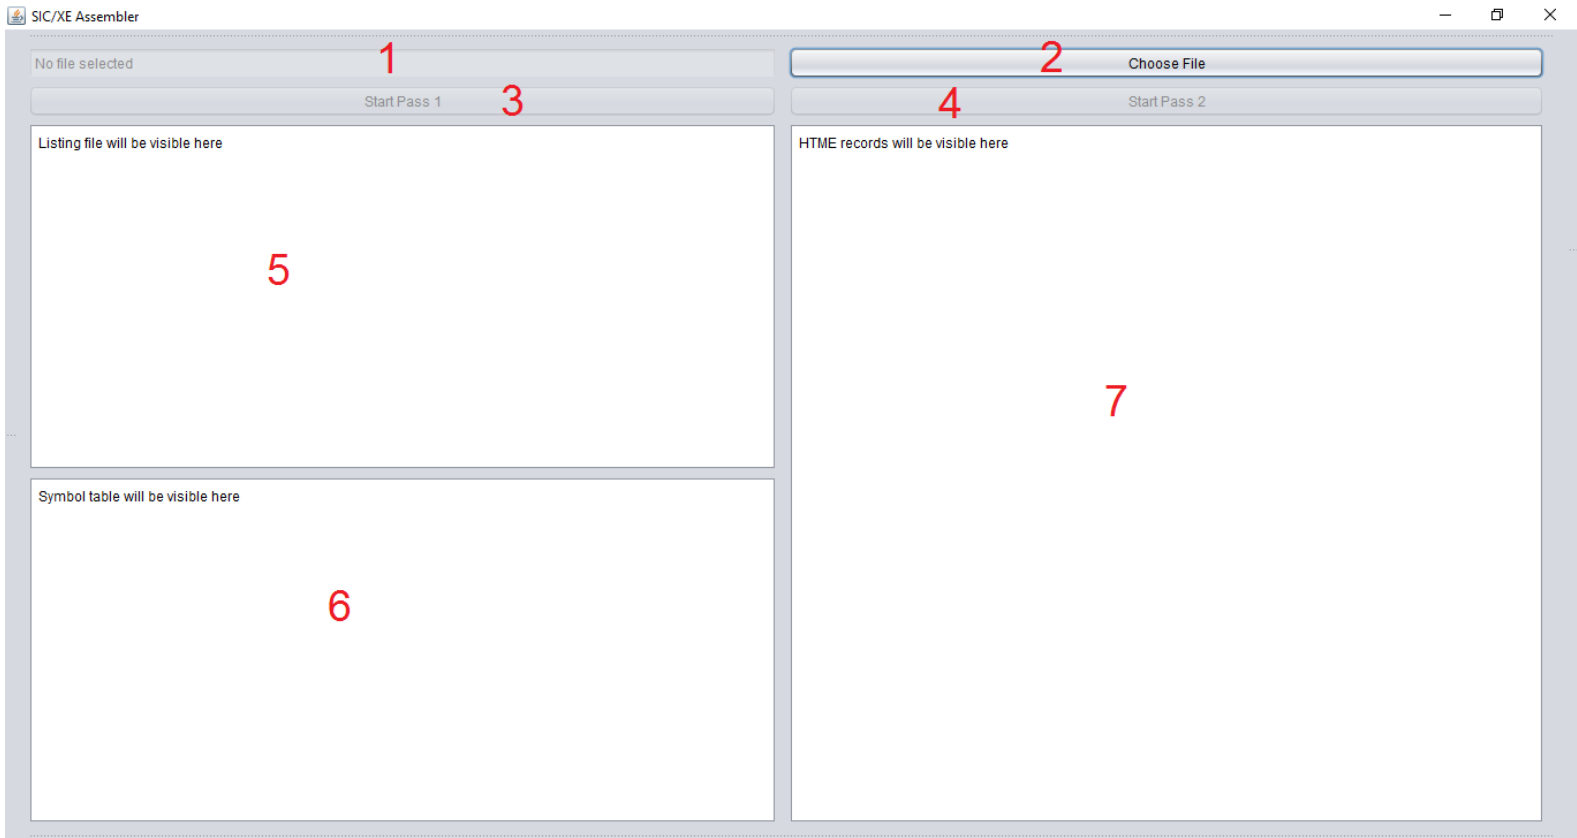 SIC/XE Assembler
No file selected
1
2
Choose File
Start Pass 1
3
4
Start Pass 2
Listing file will be visible here
5
HTME records will be visible here
7
Symbol table will be visible here
6